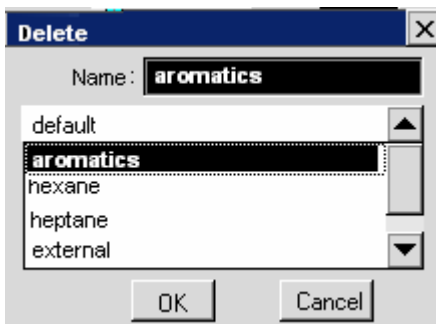 Delete
Name: aromatics
default
aromatics
hexane
heptane
external
OK Cancel